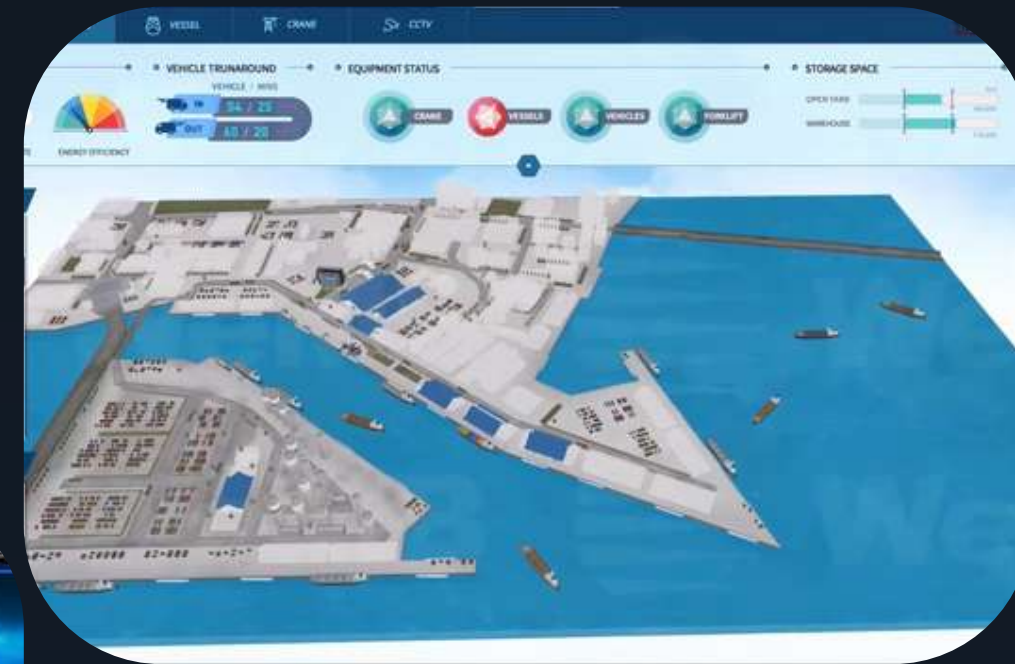 VESSEL
CRANE
CCTV
VEHICLE TRUNAROUND
EQUIPMENT STATUS
STORAGE SPACE
VEHICLE / MINS
IN
54 / 25
OUT
60 / 20
CRANE
VESSELS
VEHICLES
FORKLIFT
OPEN YARD
WAREHOUSE
ENERGY EFFICIENCY